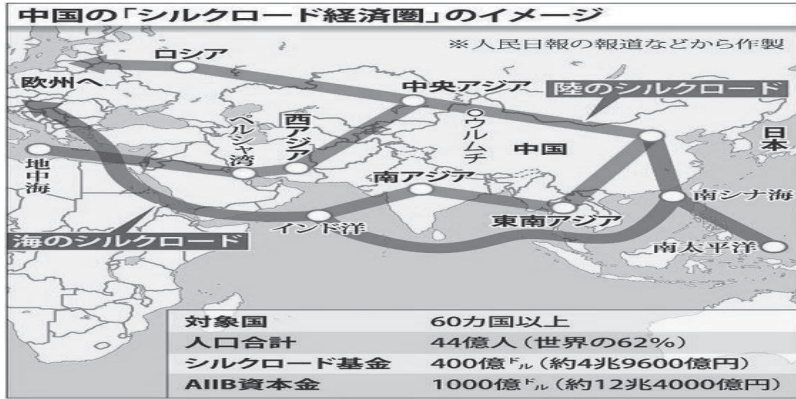 中国の「シルクロード経済圏」のイメージ
※人民日報の報道などから作製
ロシア
欧州へ
中央アジア
陸のシルクロード
ウルムチ
中国
日本
西アジア
ペルシャ湾
地中海
南アジア
南シナ海
東南アジア
インド洋
海のシルクロード
南太平洋
対象国 60カ国以上
人口合計 44億人(世界の62%)
シルクロード基金 400億ドル(約4兆9600億円)
AIIB資本金 1000億ドル(約12兆4000億円)